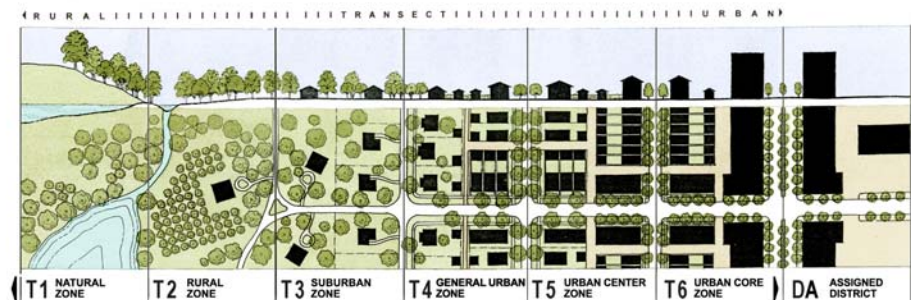 RURAL TRANSECT URBAN
T1 NATURAL ZONE
T2 RURAL ZONE
T3 SUBURBAN ZONE
T4 GENERAL URBAN ZONE
T5 URBAN CENTER ZONE
T6 URBAN CORE ZONE
DA ASSIGNED DISTRICT